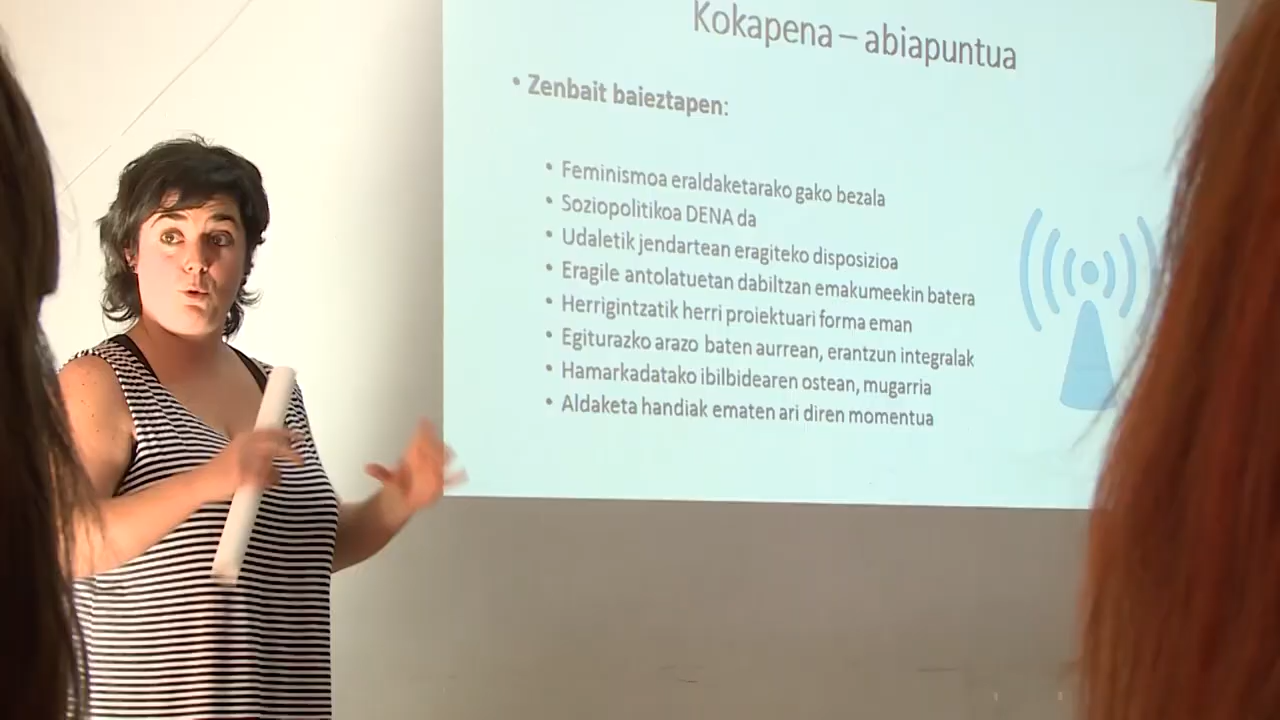 Kokapena – abiapuntua
• Zenbait baieztapen:
• Feminismoa eraldaketarako gako bezala
• Soziopolitikoa DENA da
• Udaletik jendartean eragiteko disposizioa
• Eragile antolatuetan dabiltzan emakumeekin batera
• Herrigintzatik herri proiektuari forma eman
• Egiturazko arazo baten aurrean, erantzun integralak
• Hamarkadatako ibilbidearen ostean, mugarria
• Aldaketa handiak ematen ari diren momentua